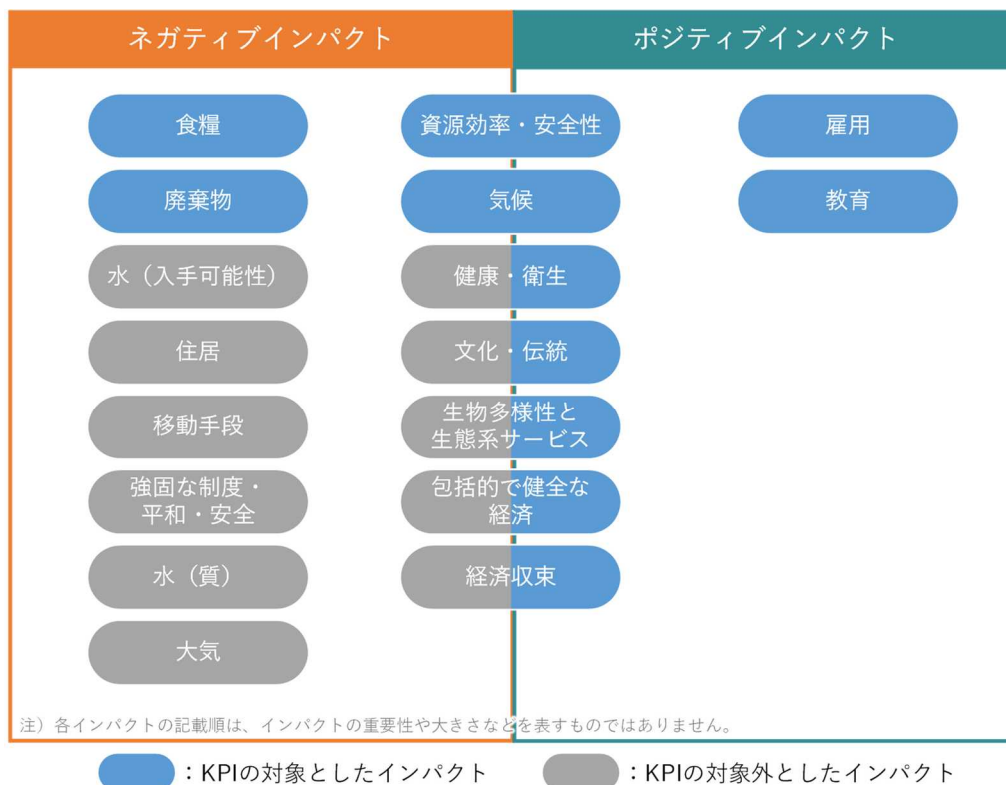 ネガティブインパクト
ポジティブインパクト
食糧
資源効率・安全性
雇用
廃棄物
気候
教育
水（入手可能性）
健康・衛生
住居
文化・伝統
移動手段
生物多様性と
生態系サービス
強固な制度・
平和・安全
包括的で健全な
経済
水（質）
経済収束
大気
注）各インパクトの記載順は、インパクトの重要性や大きさなどを表すものではありません。
：KPIの対象としたインパクト
：KPIの対象外としたインパクト